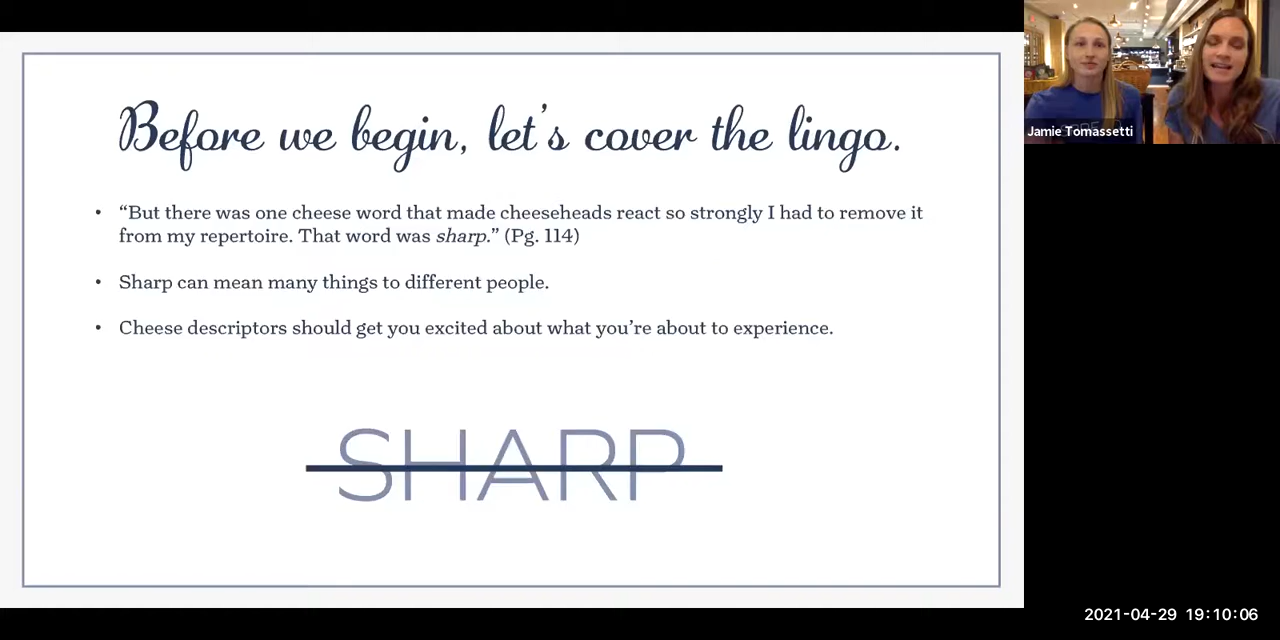 Before we begin, let's cover the lingo.
• “But there was one cheese word that made cheeseheads react so strongly I had to remove it
from my repertoire. That word was sharp.” (Pg. 114)
• Sharp can mean many things to different people.
• Cheese descriptors should get you excited about what you’re about to experience.
SHARP
Jamie Tomassetti
2021-04-29 19:10:06